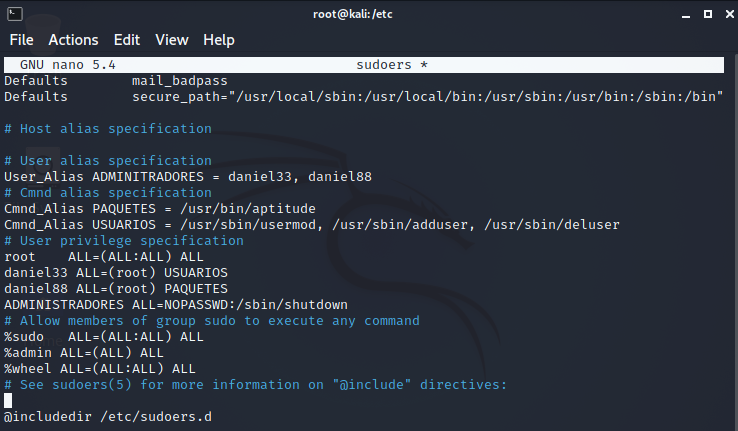 root@kali:/etc
File Actions Edit View Help
GNU nano 5.4 sudoers *
Defaults mail_badpass
Defaults secure_path="/usr/local/sbin:/usr/local/bin:/usr/sbin:/usr/bin:/sbin:/bin"
# Host alias specification
# User alias specification
User_Alias ADMINITRADORES = daniel33, daniel88
# Cmnd alias specification
Cmnd_Alias PAQUETES = /usr/bin/aptitude
Cmnd_Alias USUARIOS = /usr/sbin/usermod, /usr/sbin/adduser, /usr/sbin/deluser
# User privilege specification
root ALL=(ALL:ALL) ALL
daniel33 ALL=(root) USUARIOS
daniel88 ALL=(root) PAQUETES
ADMINISTRADORES ALL=NOPASSWD:/sbin/shutdown
# Allow members of group sudo to execute any command
%sudo ALL=(ALL:ALL) ALL
%admin ALL=(ALL) ALL
%wheel ALL=(ALL:ALL) ALL
# See sudoers(5) for more information on "@include" directives:
@includedir /etc/sudoers.d